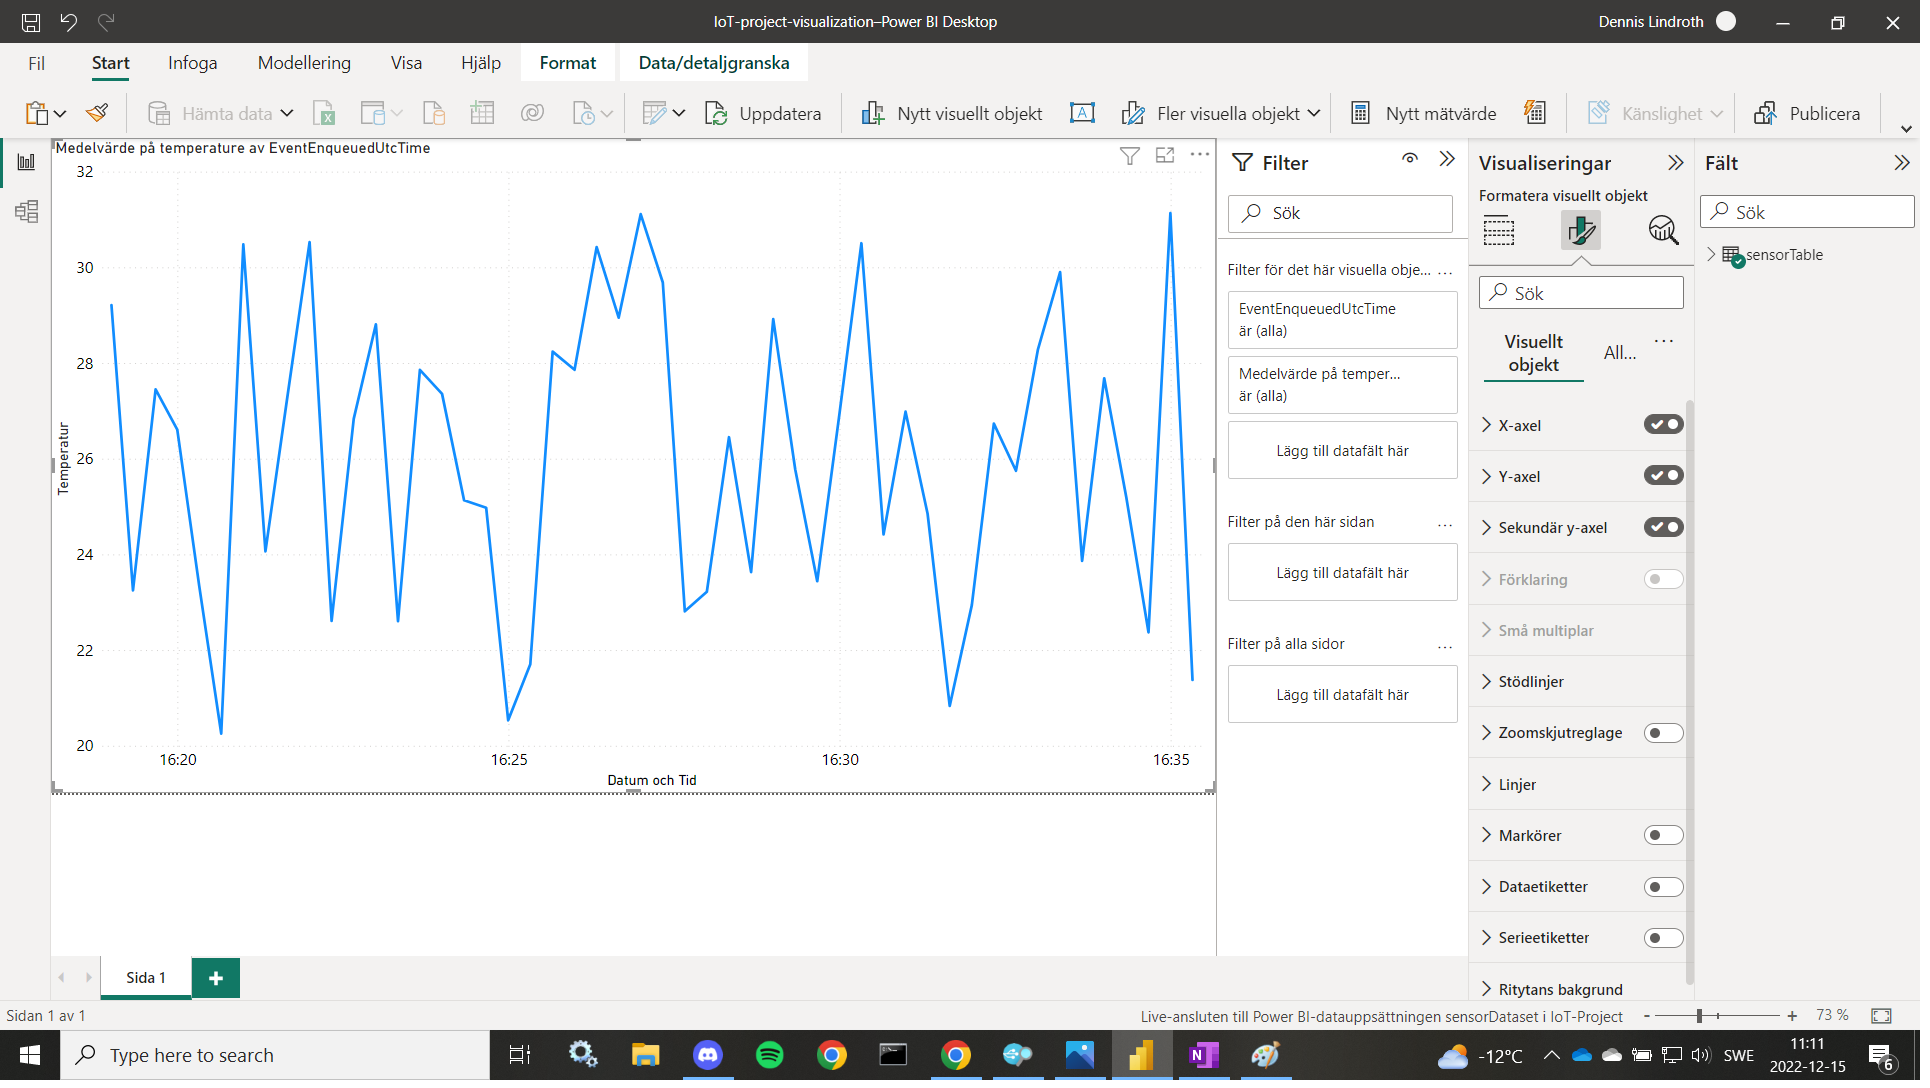 IoT-project-visualization–Power BI Desktop
Dennis Lindroth
Fil
Start
Infoga
Modellering
Visa
Hjälp
Format
Data/detaljgranska
Hämta data
Uppdatera
Nytt visuellt objekt
Fler visuella objekt
Nytt mätvärde
Känslighet
Publicera
Medelvärde på temperature av EventEnqueuedUtcTime
32
30
28
26
24
22
20
Temperatur
16:20
16:25
16:30
16:35
Datum och Tid
Filter
Sök
Filter för det här visuella obje...
EventEnqueuedUtcTime
är (alla)
Medelvärde på temper...
är (alla)
Lägg till datafält här
Filter på den här sidan
Lägg till datafält här
Filter på alla sidor
Lägg till datafält här
Visualiseringar
Formatera visuellt objekt
Sök
Visuellt
objekt
All...
X-axel
Y-axel
Sekundär y-axel
Förklaring
Små multiplar
Stödlinjer
Zoomskjutreglage
Linjer
Markörer
Dataetiketter
Serieetiketter
Ritytans bakgrund
Fält
Sök
sensorTable
Sida 1
Sidan 1 av 1
Live-ansluten till Power BI-datauppsättningen sensorDataset i IoT-Project
73 %
Type here to search
-12°C
SWE
11:11
2022-12-15
6